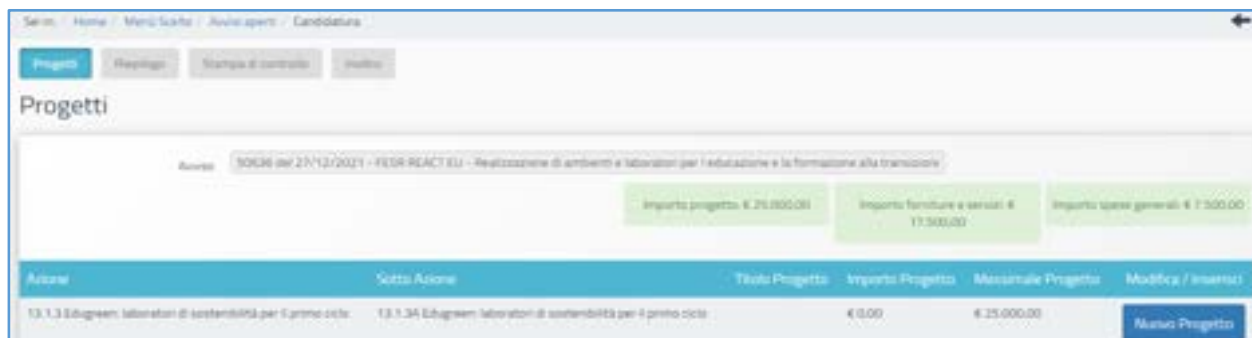 Sei in: / Home / Menù Scelta / Avvisi aperti / Candidatura
Progetti Riepilogo Stampa di controllo Inoltro
Progetti
Avviso 50636 del 27/12/2021 - FESR REACT EU - Realizzazione di ambienti e laboratori per l'educazione e la formazione alla transizione
Importo progetto: € 25.000,00 Importo forniture e servizi: € Importo spese generali: € 7.500,00
17.500,00
Azione Sotto Azione Titolo Progetto Importo Progetto Massimale Progetto Modifica / Inserisci
13.1.3 Edugreen: laboratori di sostenibilità per il primo ciclo 13.1.3A Edugreen: laboratori di sostenibilità per il primo ciclo € 0,00 € 25.000,00 Nuovo Progetto